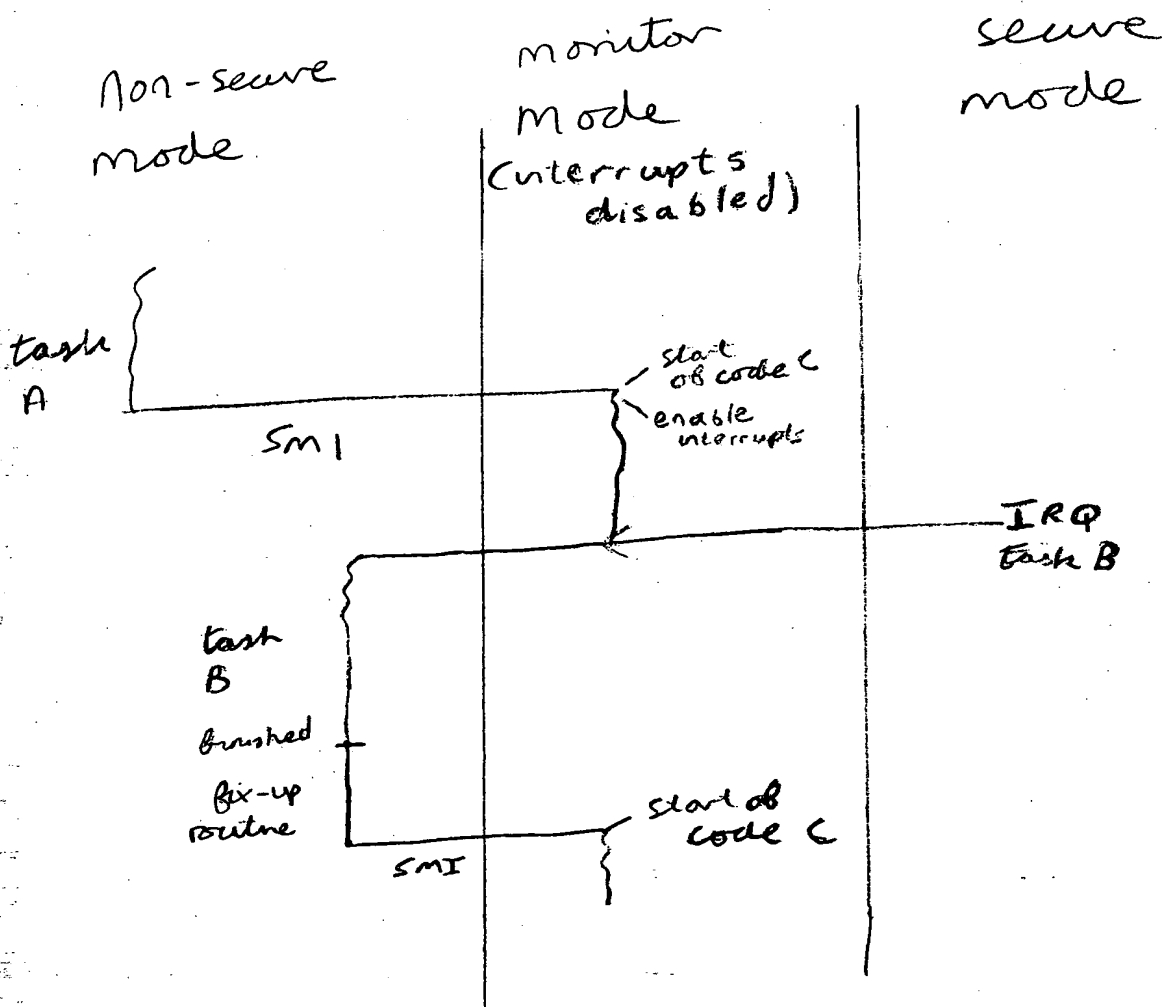 non-secure
mode
monitor
mode
(interrupts
disabled)
secure
mode
task
A
SMI
start
of code C
enable
interrupts
IRQ
task B
task
B
finished
fix-up
routine
SMI
start of
code C